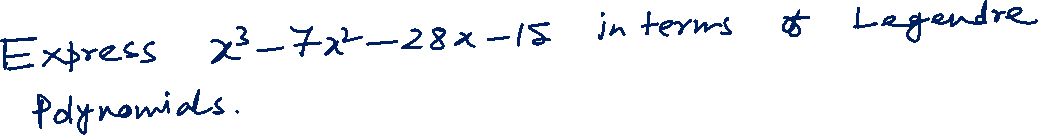 Express x³ – 7x² – 28x – 15 in terms of Legendre
Polynomials.